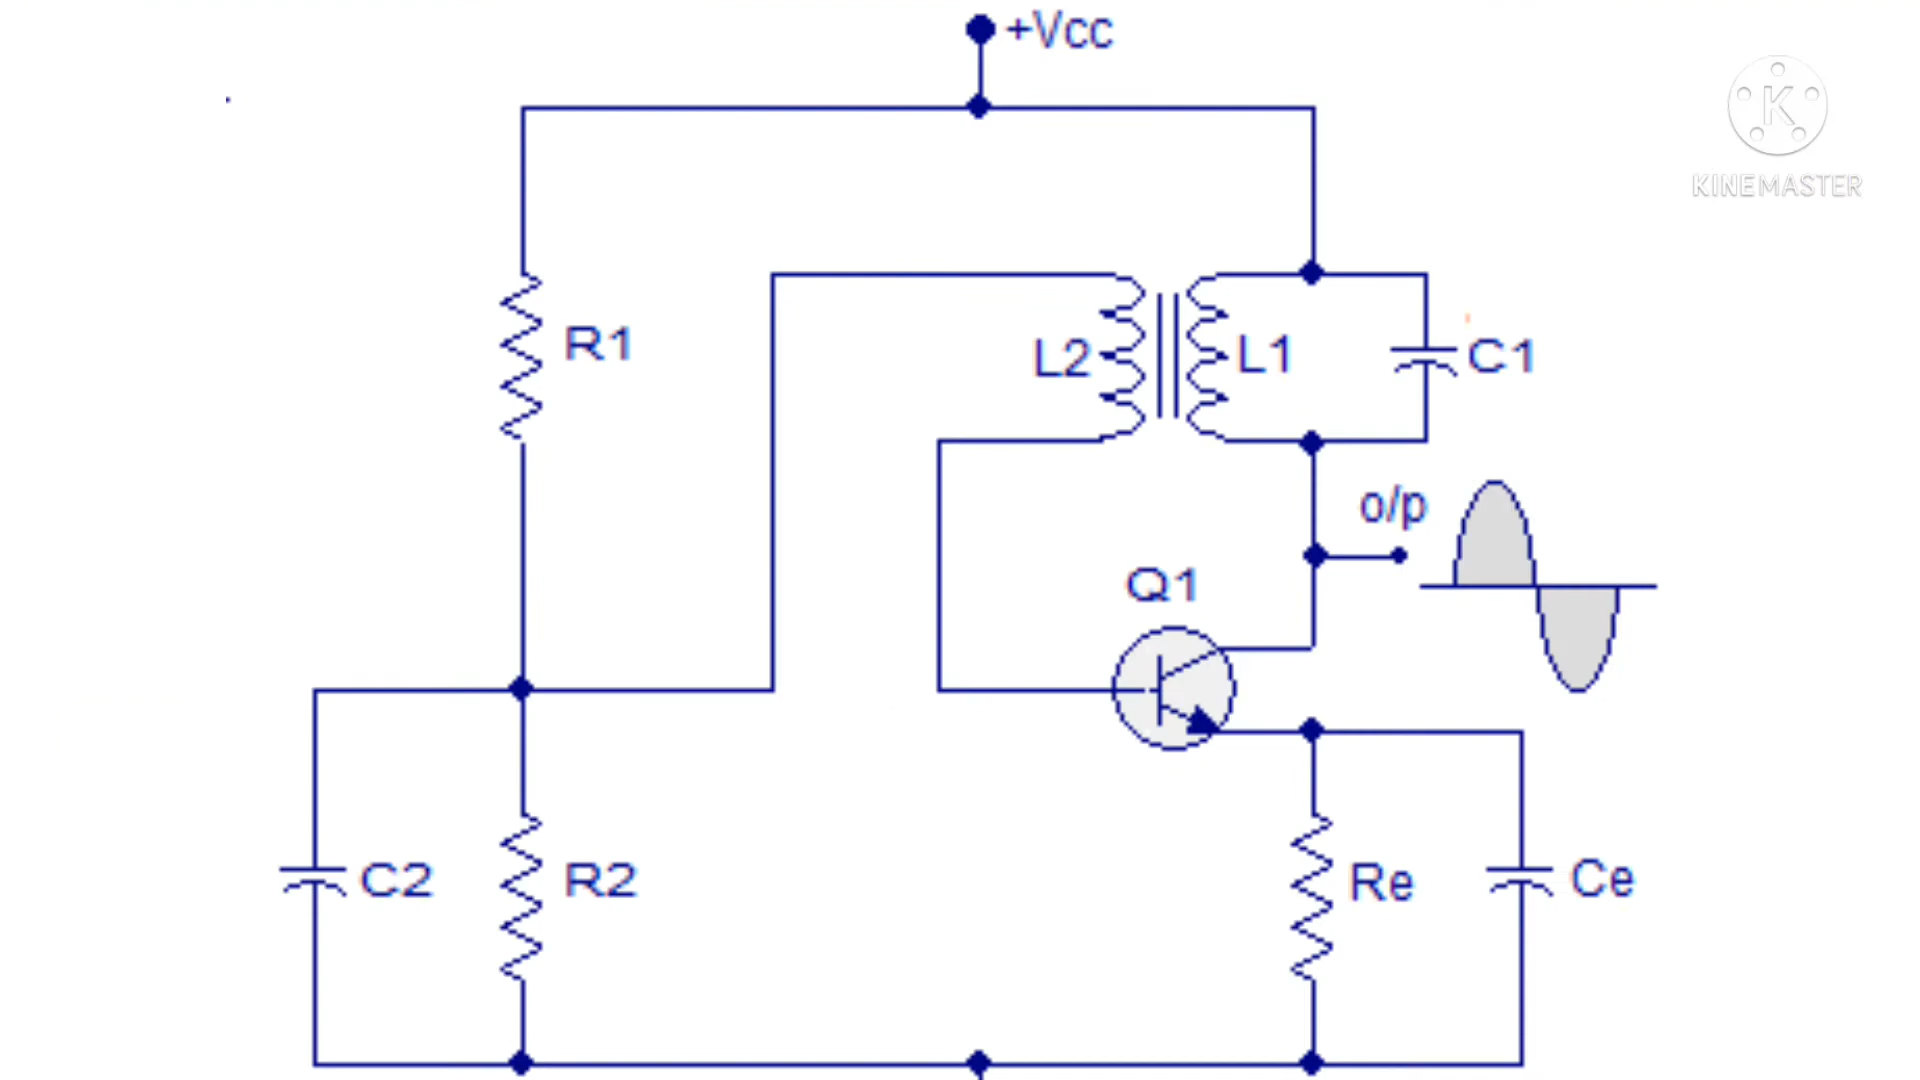 +Vcc
KINEMASTER
R1
L2
L1
C1
o/p
Q1
C2
R2
Re
Ce